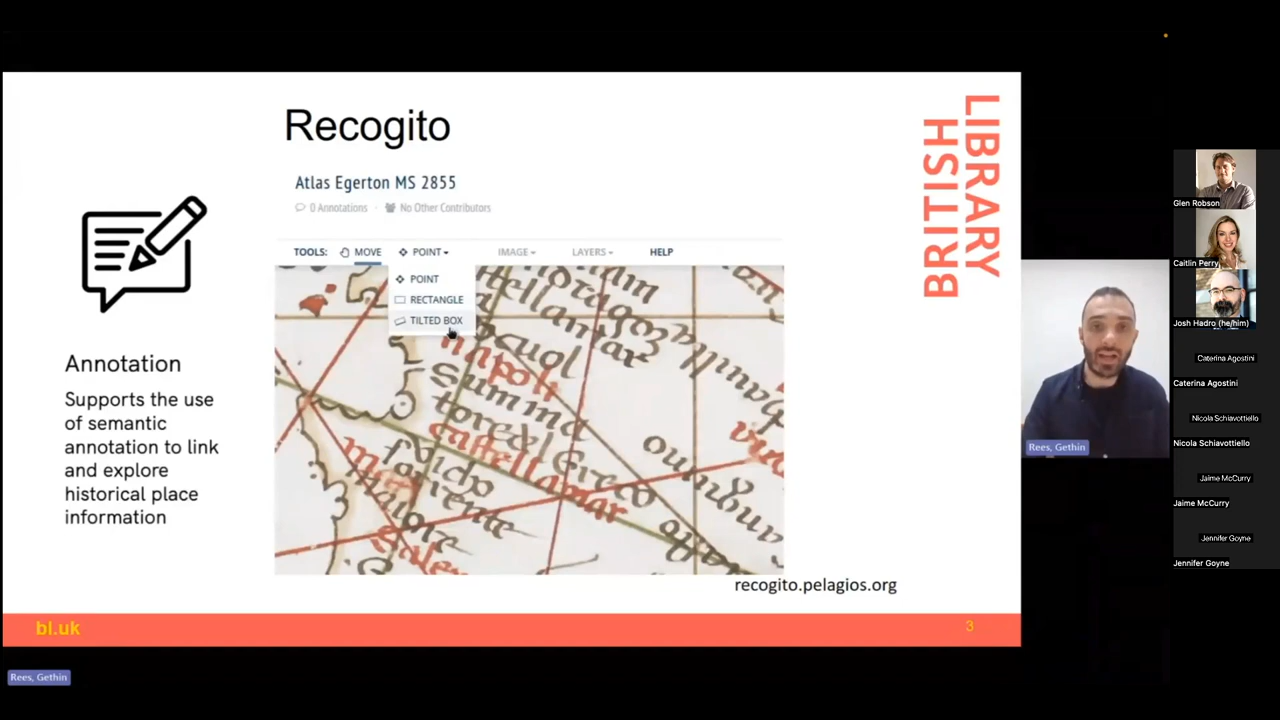 Recogito
LIBRARY
BRITISH
Atlas Egerton MS 2855
0 Annotations
No Other Contributors
TOOLS: MOVE POINT IMAGE LAYERS HELP
POINT
RECTANGLE
TILTED BOX
napoli
Summa
castellamar
Annotation
Supports the use
of semantic
annotation to link
and explore
historical place
information
recogito.pelagios.org
bl.uk
3
Rees, Gethin
Rees, Gethin
Glen Robson
Caitlin Perry
Josh Hadro (he/him)
Caterina Agostini
Caterina Agostini
Nicola Schiavottiello
Nicola Schiavottiello
Jaime McCurry
Jaime McCurry
Jennifer Goyne
Jennifer Goyne